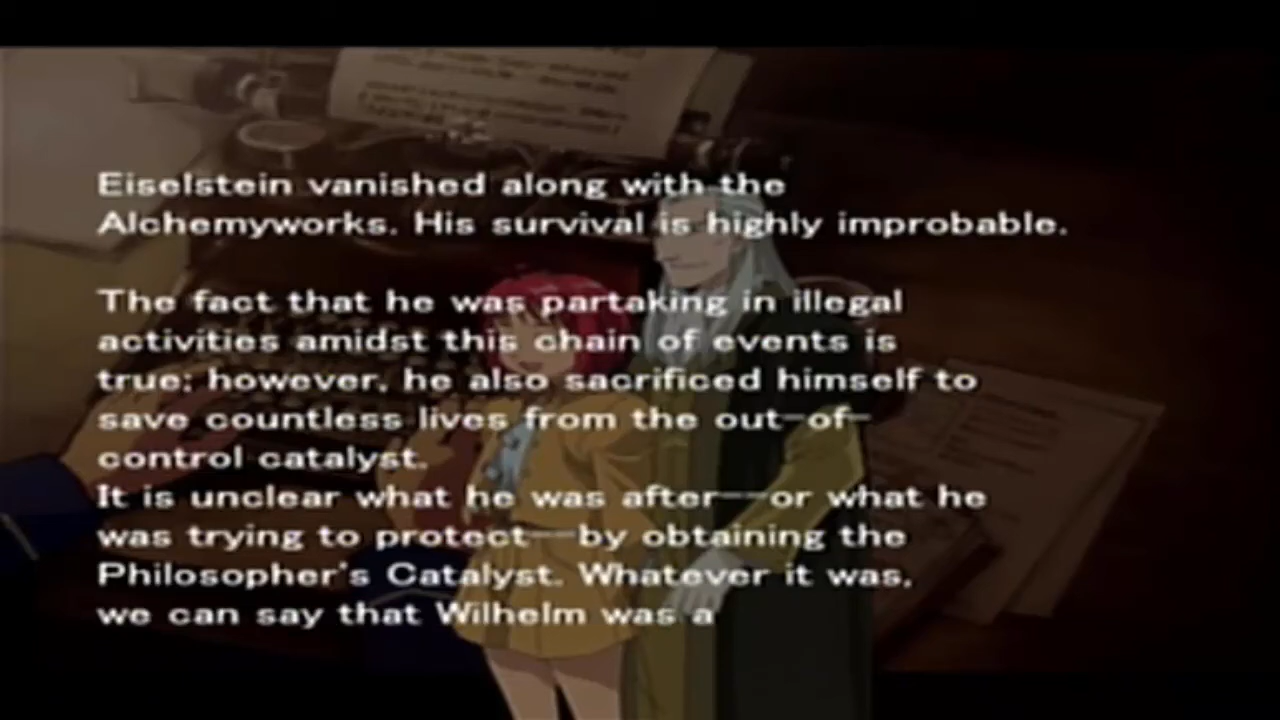 Eiselstein vanished along with the
Alchemyworks. His survival is highly improbable.
The fact that he was partaking in illegal
activities amidst this chain of events is
true; however, he also sacrificed himself to
save countless lives from the out-of-
control catalyst.
It is unclear what he was after--or what he
was trying to protect--by obtaining the
Philosopher's Catalyst. Whatever it was,
we can say that Wilhelm was a